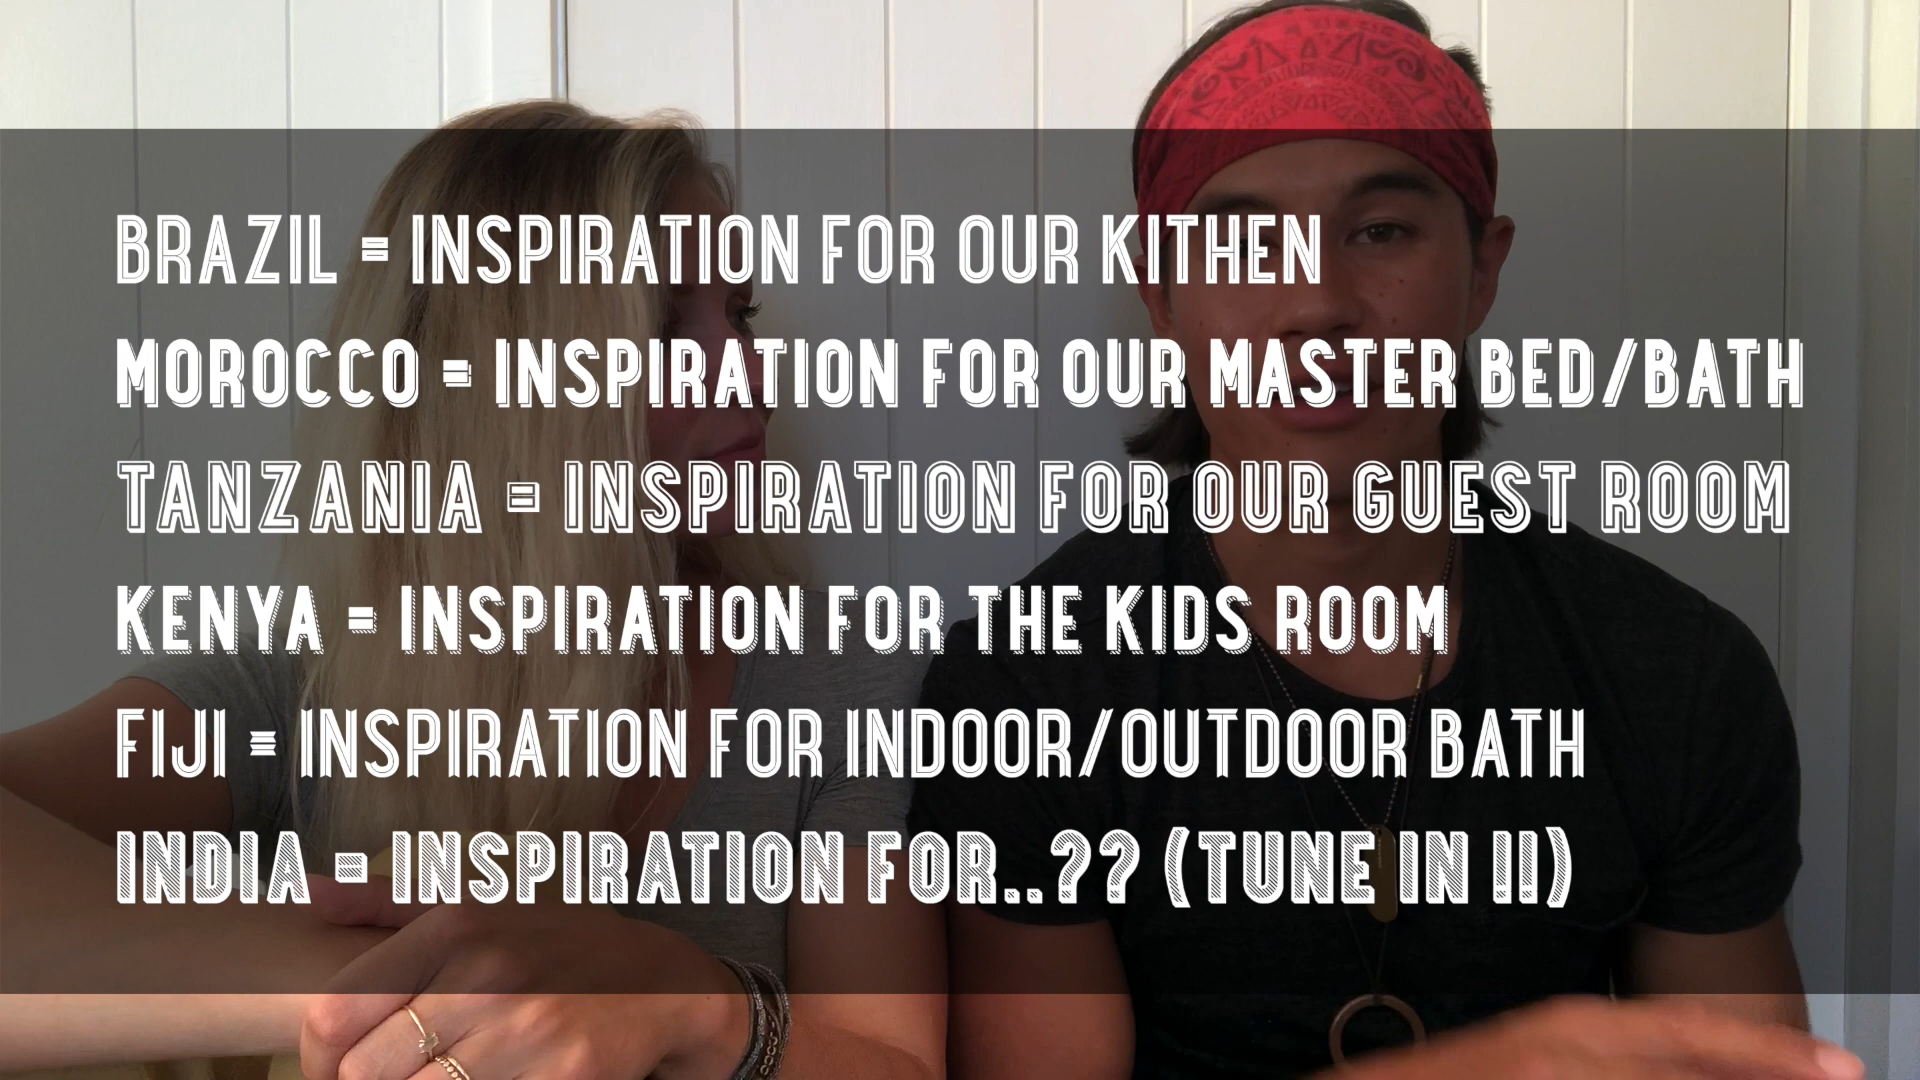 BRAZIL = INSPIRATION FOR OUR KITHEN
MOROCCO = INSPIRATION FOR OUR MASTER BED/BATH
TANZANIA = INSPIRATION FOR OUR GUEST ROOM
KENYA = INSPIRATION FOR THE KIDS ROOM
FIJI = INSPIRATION FOR INDOOR/OUTDOOR BATH
INDIA = INSPIRATION FOR..?? (TUNE IN !!)